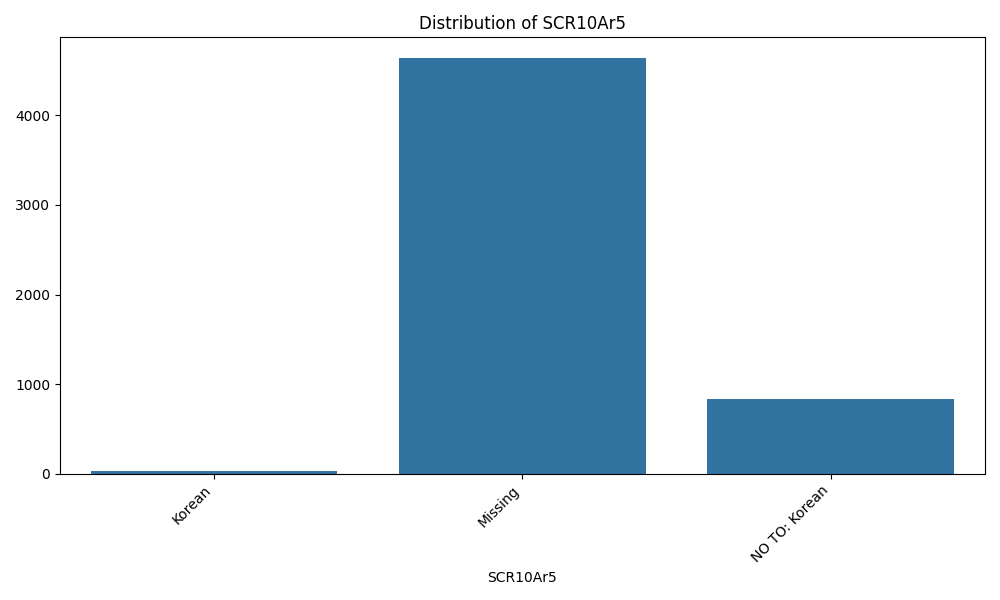 Distribution of SCR10Ar5
4000
3000
2000
1000
0
Korean
Missing
NO TO: Korean
SCR10Ar5